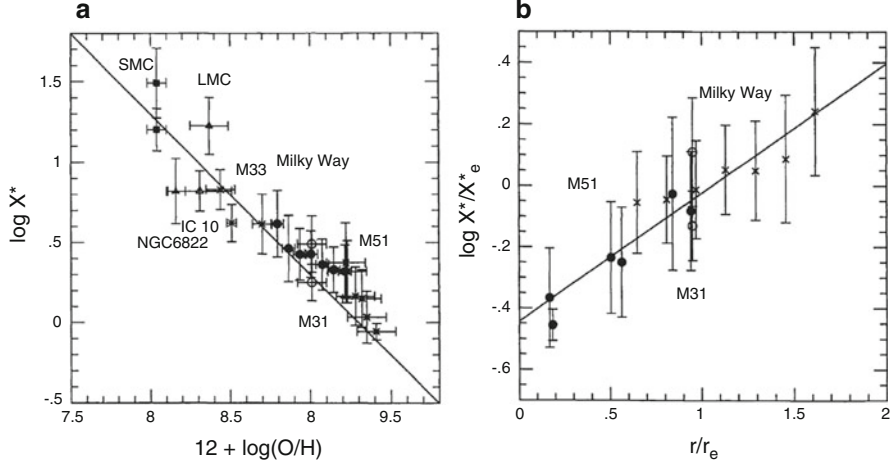 a
log X*
1.5
1
.5
0
-.5
7.5
8
8.5
8
9.5
12 + log(O/H)
SMC
LMC
M33
Milky Way
IC 10
NGC6822
M51
M31
b
log X*/X*e
.4
.2
0
-.2
-.4
-.6
0
.5
1
1.5
2
r/re
Milky Way
M51
M31